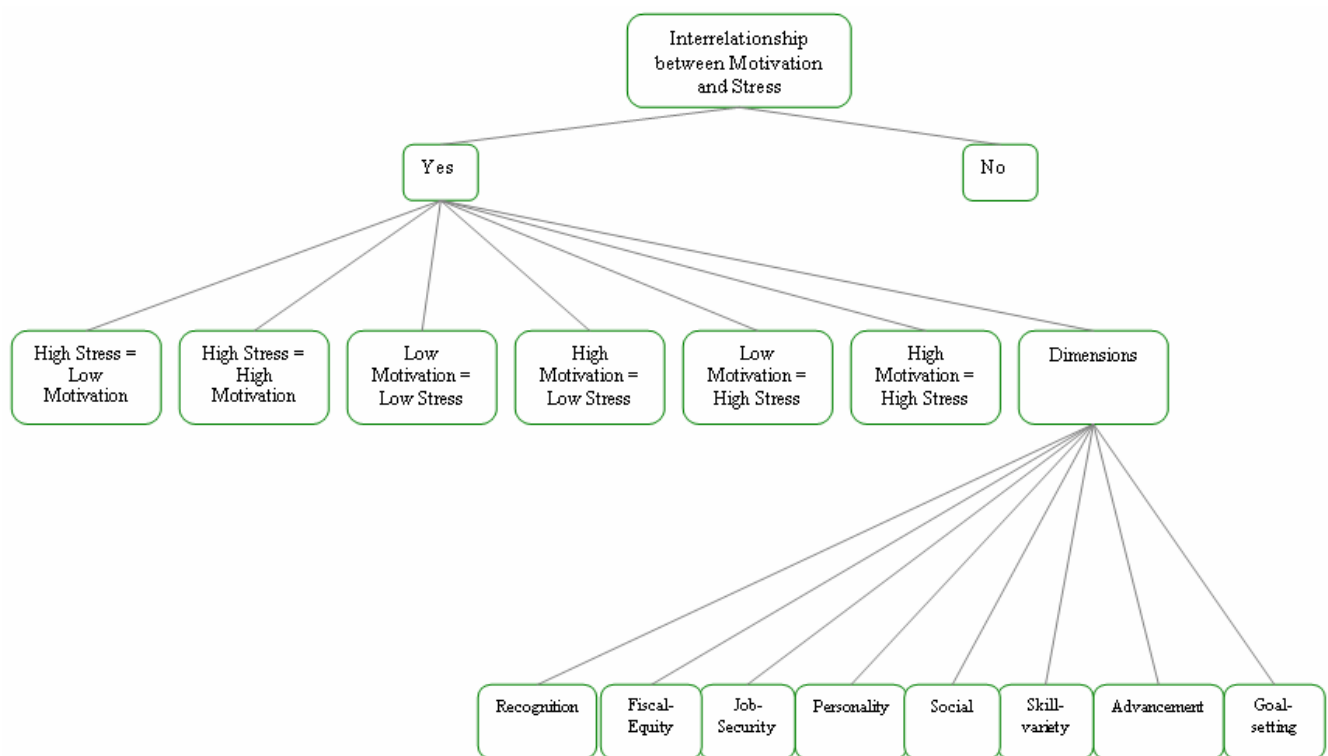 Interrelationship
between Motivation
and Stress
Yes
No
High Stress =
Low
Motivation
High Stress =
High
Motivation
Low
Motivation =
Low Stress
High
Motivation =
Low Stress
Low
Motivation =
High Stress
High
Motivation =
High Stress
Dimensions
Recognition
Fiscal-
Equity
Job-
Security
Personality
Social
Skill-
variety
Advancement
Goal-
setting